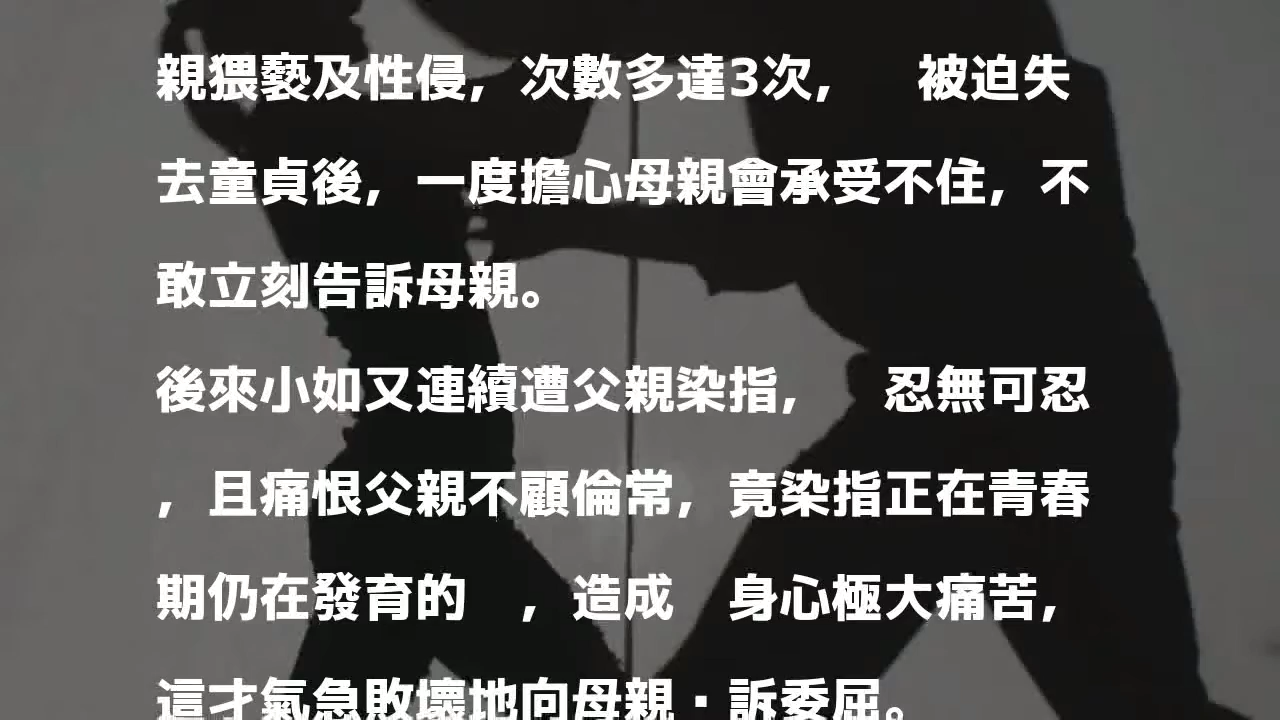 親猥褻及性侵，次數多達3次，　被迫失
去童貞後，一度擔心母親會承受不住，不
敢立刻告訴母親。
後來小如又連續遭父親染指，　忍無可忍
，且痛恨父親不顧倫常，竟染指正在青春
期仍在發育的　，造成　身心極大痛苦，
這才氣急敗壞地向母親·訴委屈。